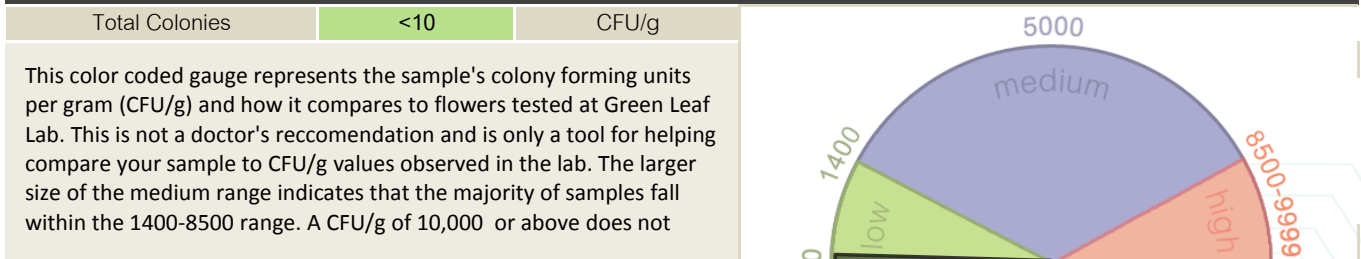 Total Colonies <10 CFU/g
This color coded gauge represents the sample's colony forming units
per gram (CFU/g) and how it compares to flowers tested at Green Leaf
Lab. This is not a doctor's reccomendation and is only a tool for helping
compare your sample to CFU/g values observed in the lab. The larger
size of the medium range indicates that the majority of samples fall
within the 1400-8500 range. A CFU/g of 10,000 or above does not
5000
medium
1400
8500-9999
low
high